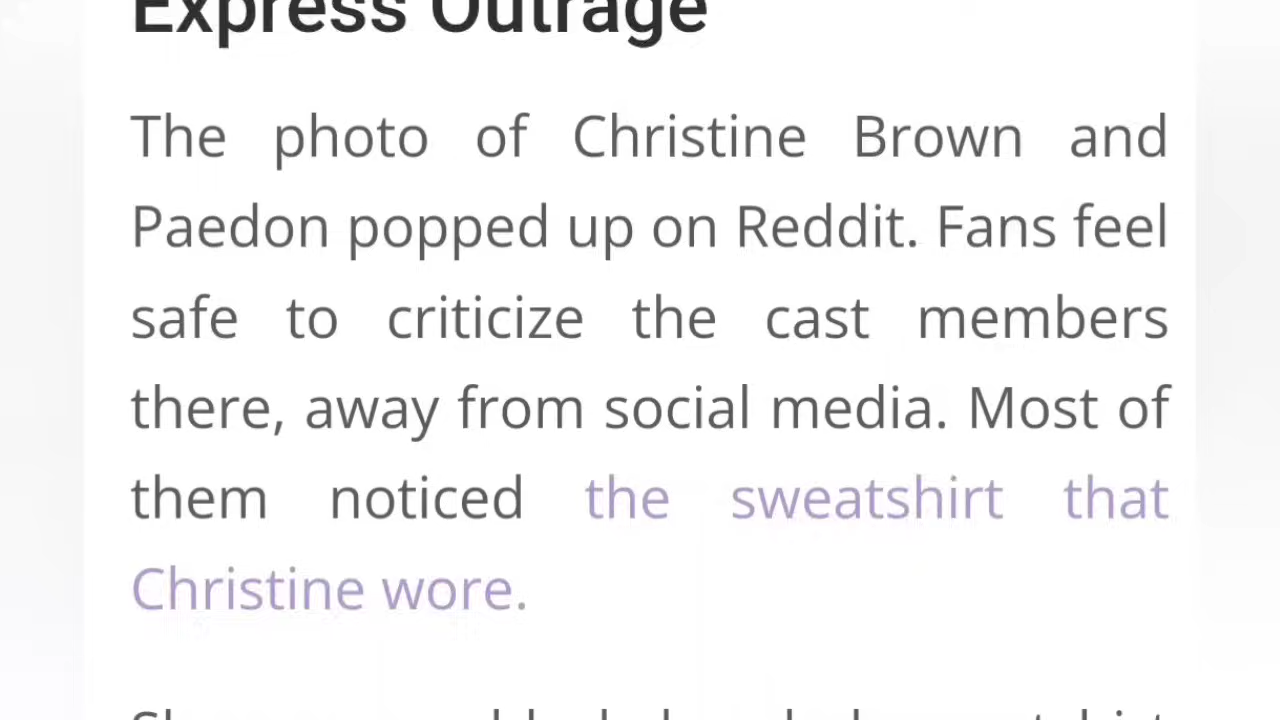 Express Outrage
The photo of Christine Brown and
Paedon popped up on Reddit. Fans feel
safe to criticize the cast members
there, away from social media. Most of
them noticed the sweatshirt that
Christine wore.